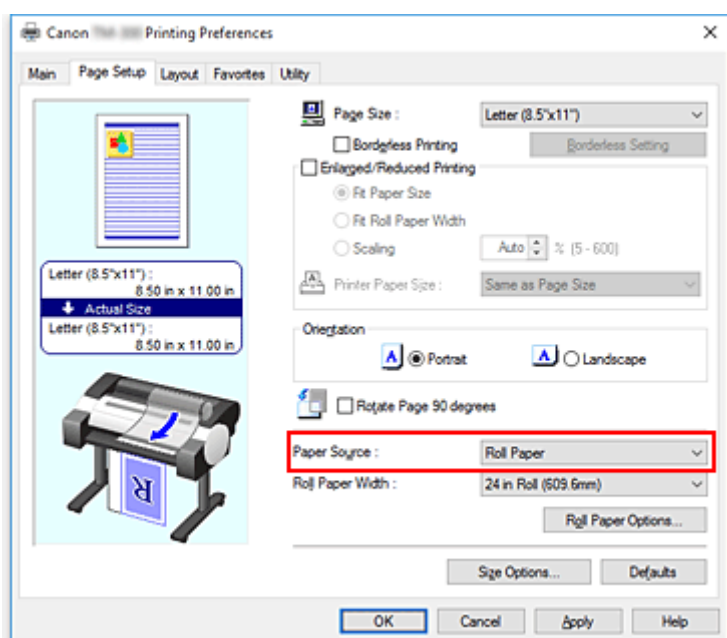 Canon Printing Preferences
Main Page Setup Layout Favorites Utility
Page Size : Letter (8.5"x11")
Borderless Printing Borderless Setting
Enlarged/Reduced Printing
Fit Paper Size
Fit Roll Paper Width
Scaling Auto % (5 - 600)
Printer Paper Size : Same as Page Size
Letter (8.5"x11") :
8.50 in x 11.00 in
Actual Size
Letter (8.5"x11") :
8.50 in x 11.00 in
Orientation
A Portrait A Landscape
Rotate Page 90 degrees
Paper Source : Roll Paper
Roll Paper Width : 24 in Roll (609.6mm)
R
Roll Paper Options...
Size Options... Defaults
OK Cancel Apply Help